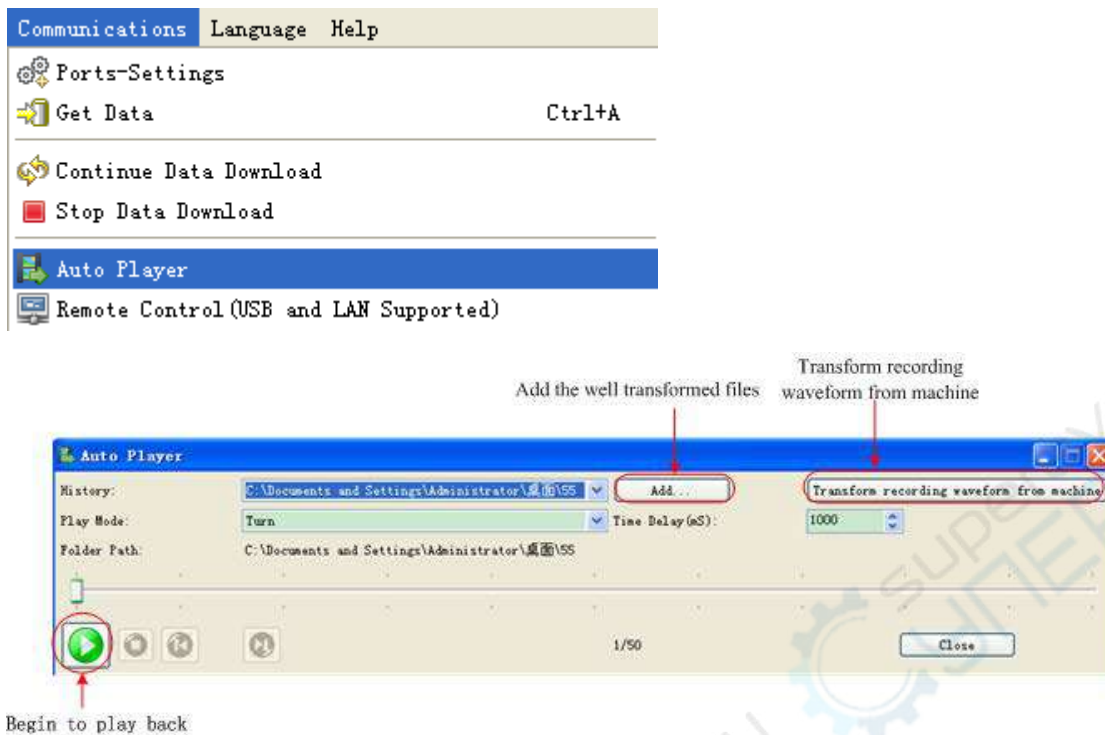 Communications Language Help
Ports-Settings
Get Data Ctrl+A
Continue Data Download
Stop Data Download
Auto Player
Remote Control(USB and LAN Supported)
Transform recording
waveform from machine
Add the well transformed files
Auto Player
History: C:\Documents and Settings\Administrator\桌面\55 Add... Transform recording waveform from machine
Play Mode: Turn Time Delay(mS): 1000
Folder Path: C:\Documents and Settings\Administrator\桌面\55
1/50 Close
Begin to play back